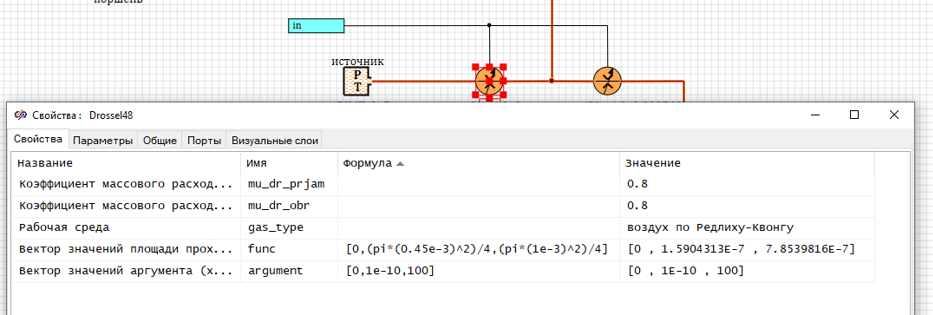 поршень
in
источник
P
T
Свойства: Drossel48
Свойства Параметры Общие Порты Визуальные слои
Название Имя Формула Значение
Коэффициент массового расход... mu_dr_prjam 0.8
Коэффициент массового расход... mu_dr_obr 0.8
Рабочая среда gas_type воздух по Редлиху-Квонгу
Вектор значений площади прох... func [0,(pi*(0.45e-3)^2)/4,(pi*(1e-3)^2)/4] [0 , 1.5904313E-7 , 7.8539816E-7]
Вектор значений аргумента (х... argument [0,1e-10,100] [0 , 1E-10 , 100]